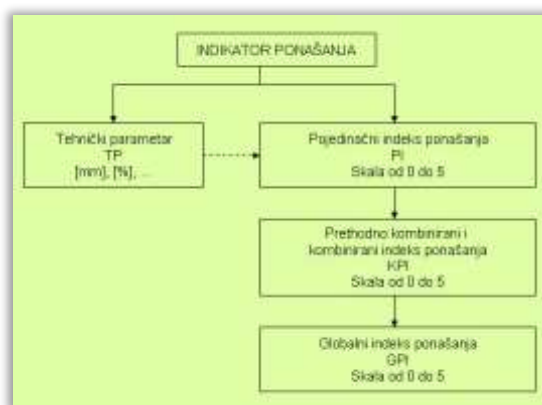 INDIKATOR PONAŠANJA
Tehnički parametar
TP
[mm], [%], ...
Pojedinačni indeks ponašanja
PI
Skala od 0 do 5
Prethodno kombinirani i
kombinirani indeks ponašanja
KPI
Skala od 0 do 5
Globalni indeks ponašanja
GPI
Skala od 0 do 5